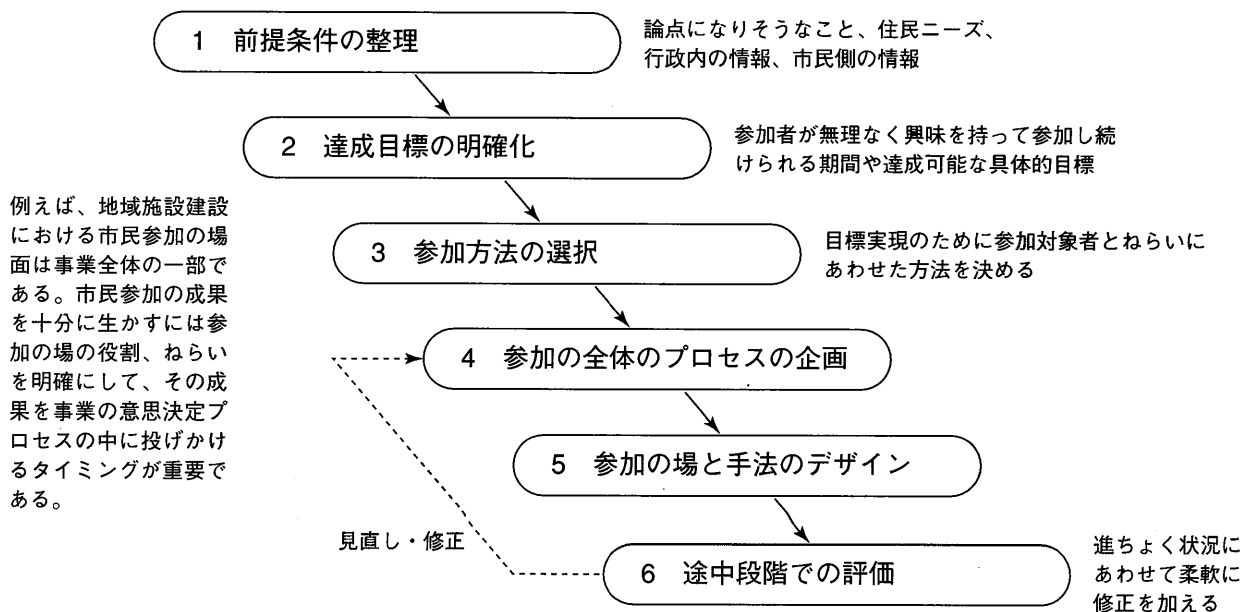 1 前提条件の整理
論点になりそうなこと、住民ニーズ、
行政内の情報、市民側の情報
2 達成目標の明確化
参加者が無理なく興味を持って参加し続
けられる期間や達成可能な具体的目標
例えば、地域施設建設
における市民参加の場
面は事業全体の一部で
ある。市民参加の成果
を十分に生かすには参
加の場の役割、ねらい
を明確にして、その成
果を事業の意思決定プ
ロセスの中に投げかけ
るタイミングが重要で
ある。
3 参加方法の選択
目標実現のために参加対象者とねらいに
あわせた方法を決める
4 参加の全体のプロセスの企画
5 参加の場と手法のデザイン
見直し・修正
6 途中段階での評価
進ちょく状況に
あわせて柔軟に
修正を加える